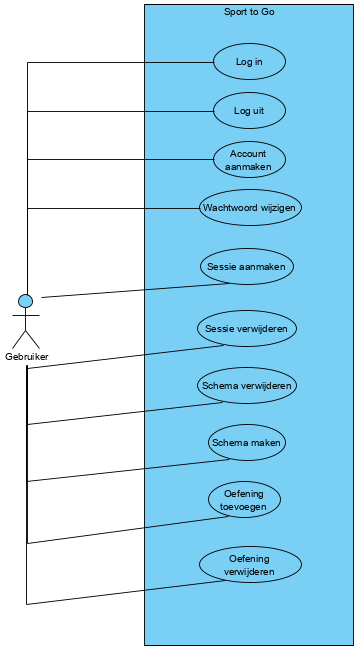 Sport to Go
Log in
Log uit
Account
aanmaken
Wachtwoord wijzigen
Sessie aanmaken
Sessie verwijderen
Gebruiker
Schema verwijderen
Schema maken
Oefening
toevoegen
Oefening
verwijderen